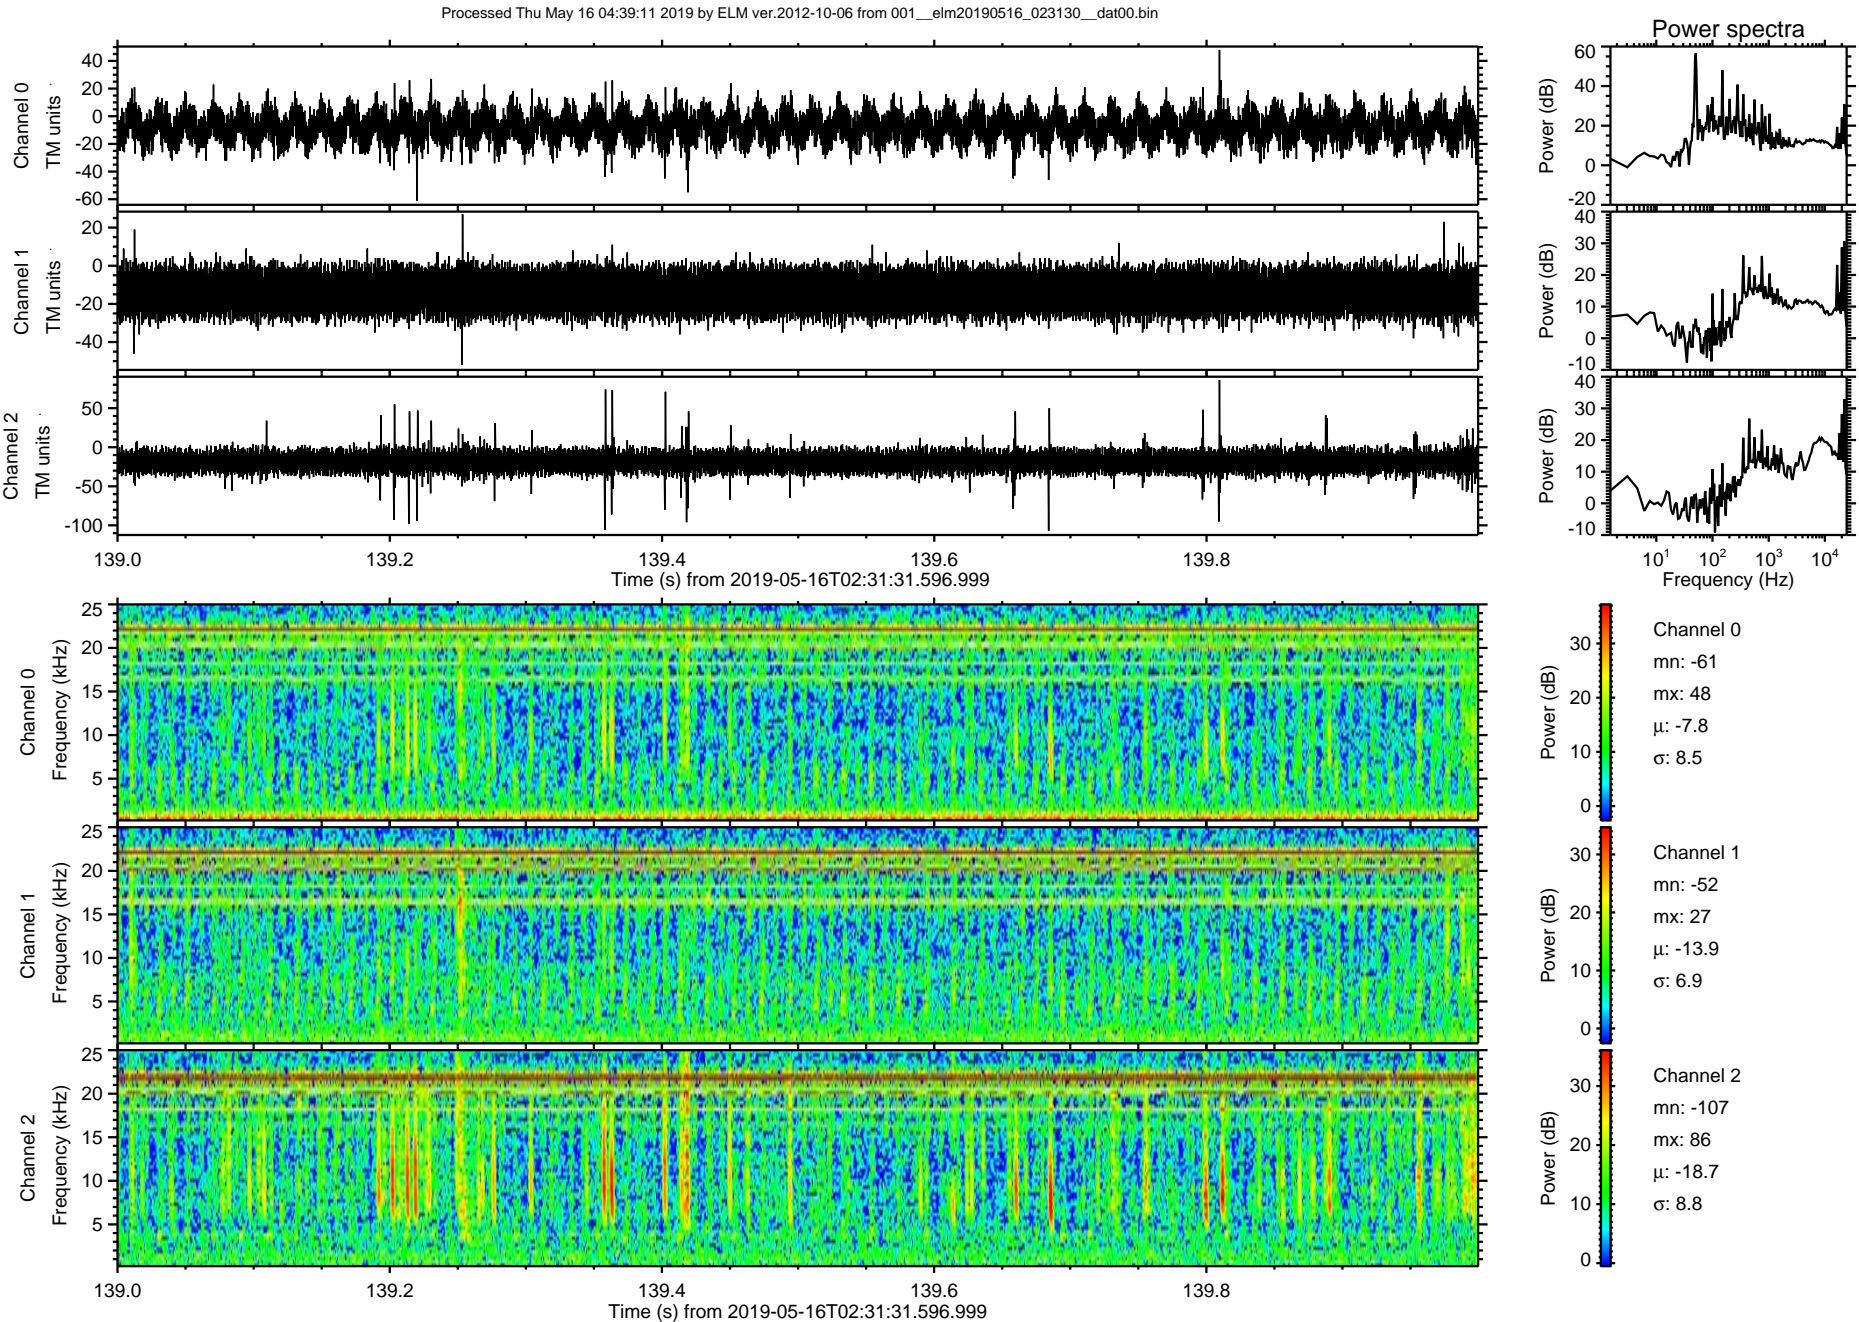 Processed Thu May 16 04:39:11 2019 by ELM ver.2012-10-06 from 001__elm20190516_023130__dat00.bin
Power spectra
Channel 0
TM units
40
20
0
-20
-40
-60
Power (dB)
60
40
20
0
-20
Channel 1
TM units
20
0
-20
-40
Power (dB)
40
30
20
10
0
-10
Channel 2
TM units
50
0
-50
-100
Power (dB)
40
30
20
10
0
-10
139.0 139.2 139.4 139.6 139.8
Time (s) from 2019-05-16T02:31:31.596.999
10¹ 10² 10³ 10⁴
Frequency (Hz)
Channel 0
Frequency (kHz)
25
20
15
10
5
Power (dB)
30
20
10
0
Channel 0
mn: -61
mx: 48
μ: -7.8
σ: 8.5
Channel 1
Frequency (kHz)
25
20
15
10
5
Power (dB)
30
20
10
0
Channel 1
mn: -52
mx: 27
μ: -13.9
σ: 6.9
Channel 2
Frequency (kHz)
25
20
15
10
5
Power (dB)
30
20
10
0
Channel 2
mn: -107
mx: 86
μ: -18.7
σ: 8.8
139.0 139.2 139.4 139.6 139.8
Time (s) from 2019-05-16T02:31:31.596.999